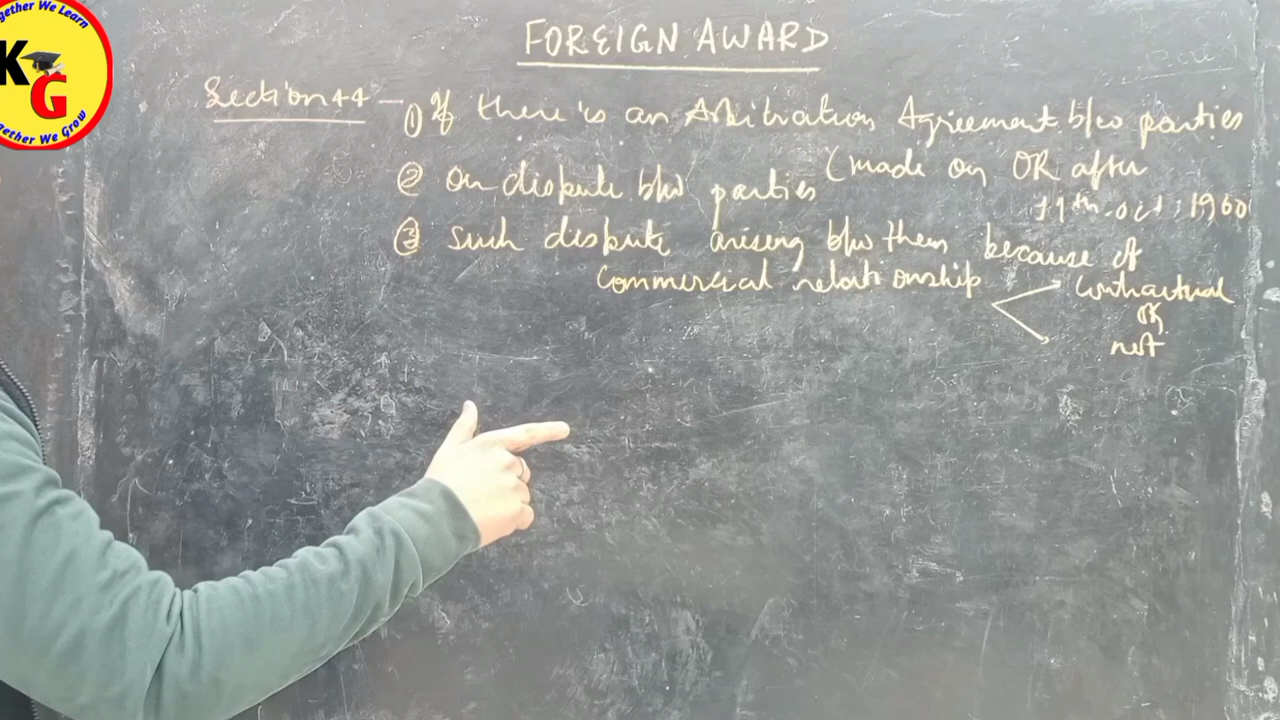 Together We Learn
KG
Together We Grow
FOREIGN AWARD
Section 44 - ① If there is an Arbitration Agreement b/w parties
(made on OR after
11th-oct, 1960
② on dispute b/w parties
③ such dispute arising b/w them because of
Commercial relationship
Contractual
OR
not